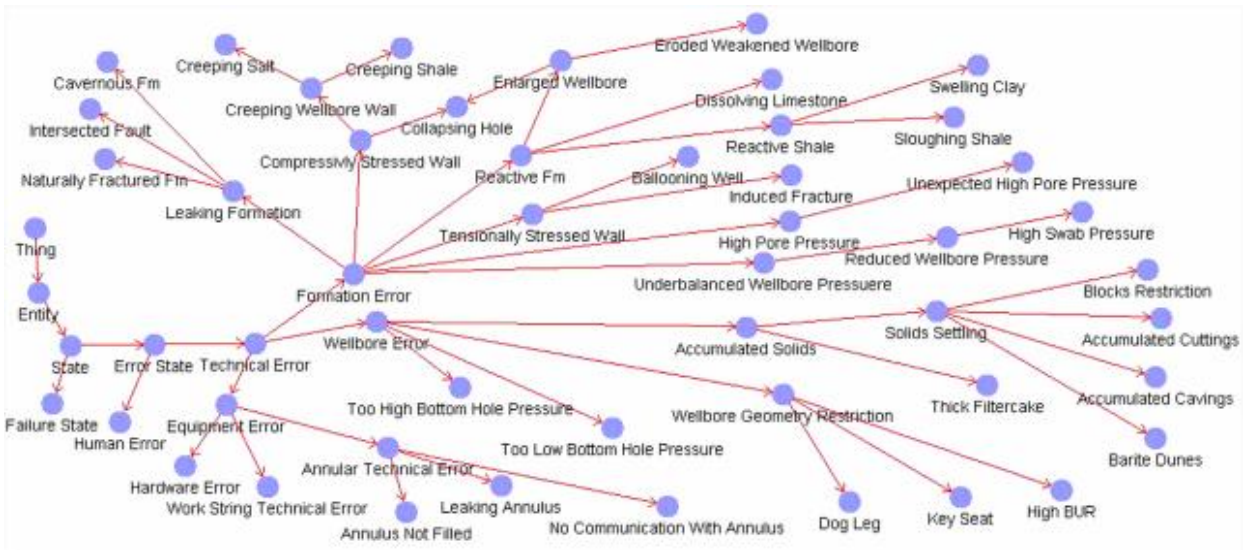 Eroded Weakened Wellbore
Creeping Salt
Creeping Shale
Cavernous Fm
Enlarged Wellbore
Swelling Clay
Dissolving Limestone
Creeping Wellbore Wall
Collapsing Hole
Intersected Fault
Sloughing Shale
Reactive Shale
Compressivly Stressed Wall
Reactive Fm
Ballooning Well
Naturally Fractured Fm
Unexpected High Pore Pressure
Induced Fracture
Leaking Formation
High Swab Pressure
Tensionally Stressed Wall
High Pore Pressure
Thing
Reduced Wellbore Pressure
Underbalanced Wellbore Pressuere
Blocks Restriction
Formation Error
Entity
Solids Settling
Accumulated Cuttings
Wellbore Error
Accumulated Solids
State
Error State
Technical Error
Accumulated Cavings
Thick Filtercake
Too High Bottom Hole Pressure
Wellbore Geometry Restriction
Failure State
Equipment Error
Human Error
Too Low Bottom Hole Pressure
Barite Dunes
Annular Technical Error
Hardware Error
Leaking Annulus
Work String Technical Error
High BUR
Key Seat
Dog Leg
No Communication With Annulus
Annulus Not Filled